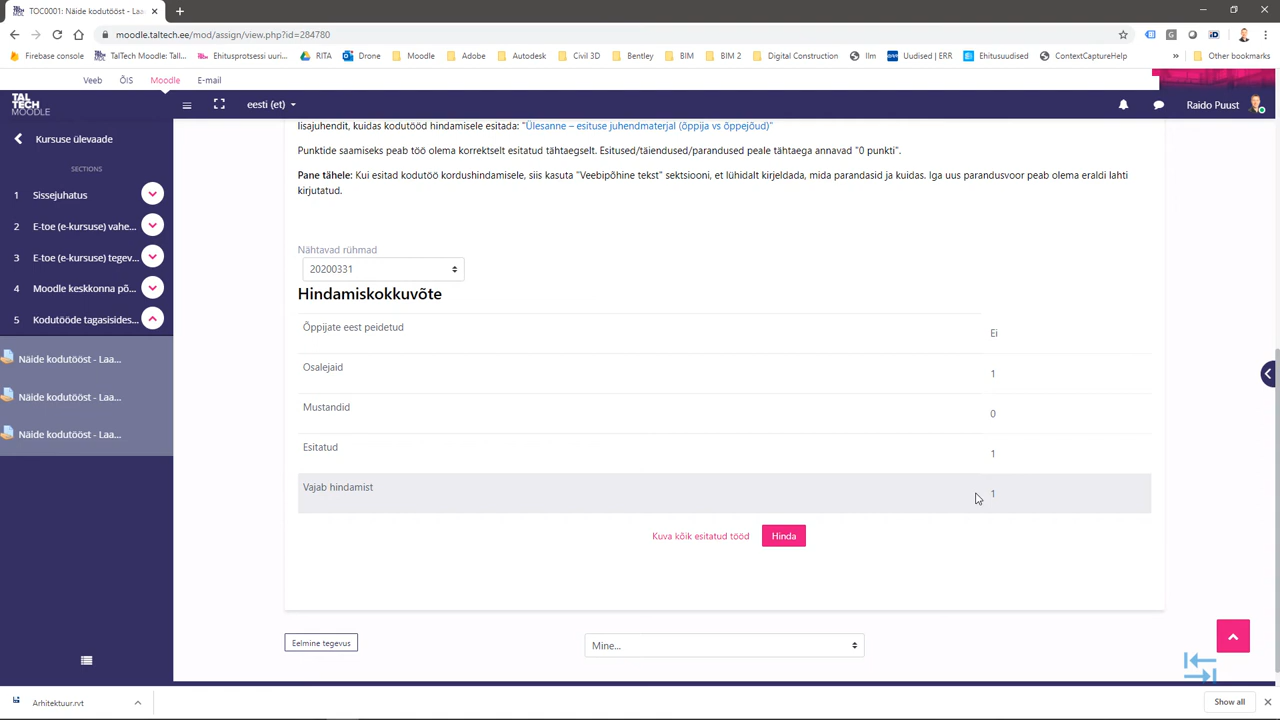 TOC0001: Näide kodutööst - Laa
moodle.taltech.ee/mod/assign/view.php?id=284780
Firebase console TalTech Moodle: Tall... Ehitusprotsessi uuri... RITA Drone Moodle Adobe Autodesk Civil 3D Bentley BIM BIM 2 Digital Construction Ilm Uudised | ERR Ehitusuudised ContextCaptureHelp » Other bookmarks
Veeb ÕIS Moodle E-mail
TAL TECH MOODLE
eesti (et)
Raido Puust
Kursuse ülevaade
SECTIONS
1 Sissejuhatus
2 E-toe (e-kursuse) vahe...
3 E-toe (e-kursuse) tegev...
4 Moodle keskkonna põ...
5 Kodutööde tagasisides...
Näide kodutööst - Laa...
Näide kodutööst - Laa...
Näide kodutööst - Laa...
lisajuhendit, kuidas kodutööd hindamisele esitada: "Ülesanne – esituse juhendmaterjal (õppija vs õppejõud)"
Punktide saamiseks peab töö olema korrektselt esitatud tähtaegselt. Esitused/täiendused/parandused peale tähtaega annavad "0 punkti".
Pane tähele: Kui esitad kodutöö kordushindamisele, siis kasuta "Veebipõhine tekst" sektsiooni, et lühidalt kirjeldada, mida parandasid ja kuidas. Iga uus parandusvoor peab olema eraldi lahti
kirjutatud.
Nähtavad rühmad
20200331
Hindamiskokkuvõte
Õppijate eest peidetud Ei
Osalejaid 1
Mustandid 0
Esitatud 1
Vajab hindamist 1
Kuva kõik esitatud tööd Hinda
Eelmine tegevus Mine...
Arhitektuur.rvt Show all